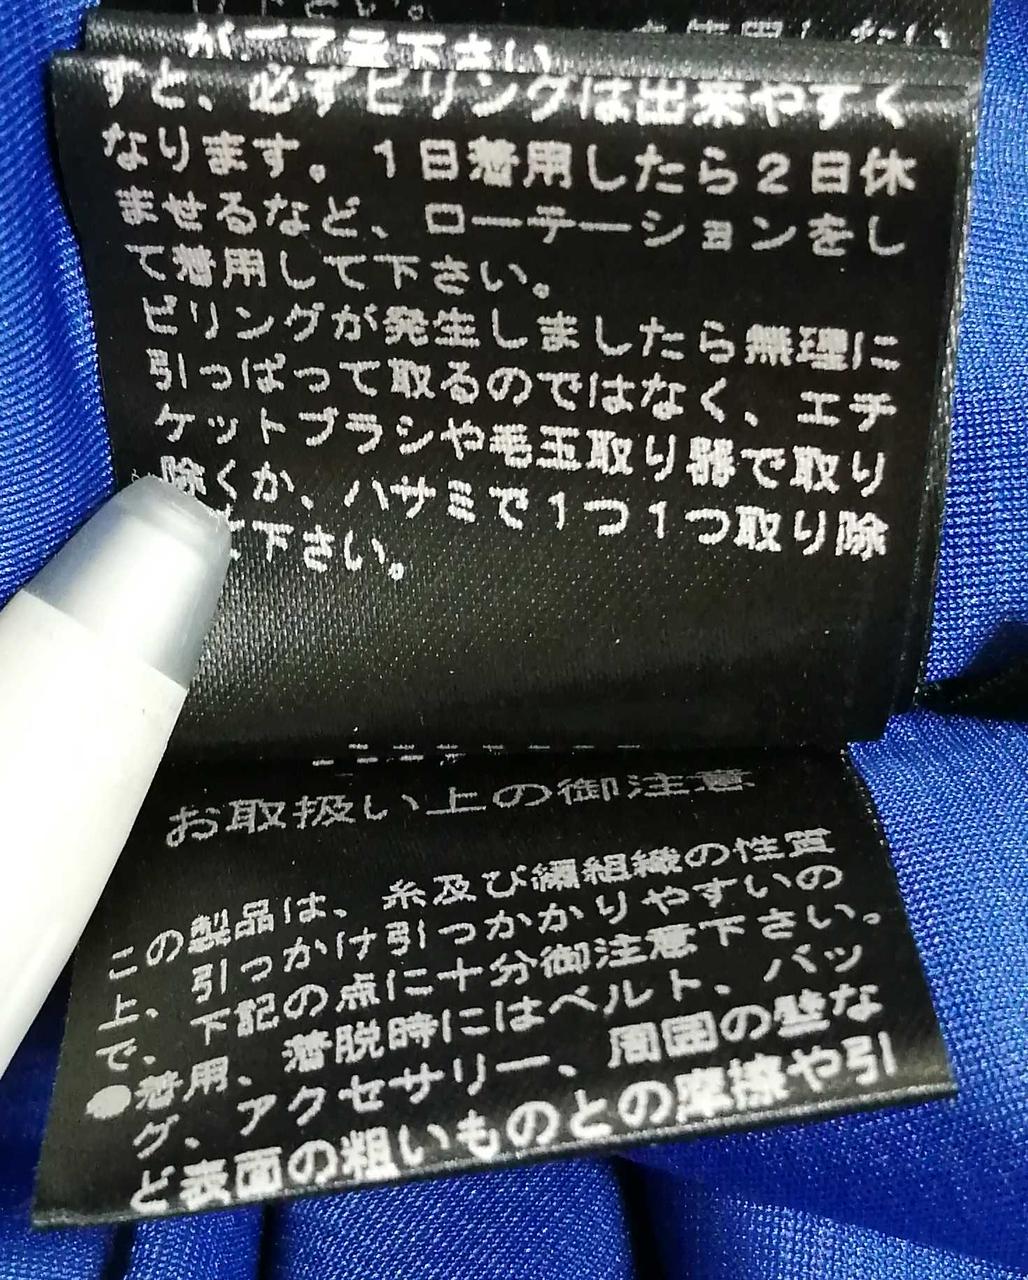 下さい。
がご了承下さい
すと、必ずピリングは出来やすく
なります。1日着用したら2日休
ませるなど、ローテーションをし
て着用して下さい。
ピリングが発生しましたら無理に
引っぱって取るのではなく、エチ
ケットブラシや毛玉取り器で取り
除くか、ハサミで1つ1つ取り除
下さい。
お取扱い上の御注意
この製品は、糸及び編組織の性質
上、引っかけ引っかかりやすいの
で、下記の点に十分御注意下さい。
●着用、着脱時にはベルト、バッ
グ、アクセサリー、周囲の壁な
ど表面の粗いものとの摩擦や引